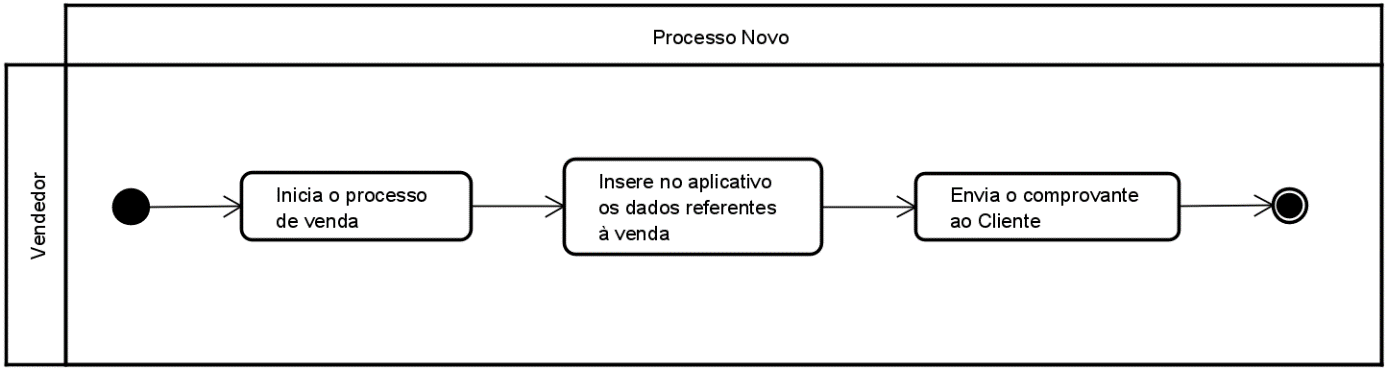 Processo Novo
Vendedor
Inicia o processo
de venda
Insere no aplicativo
os dados referentes
à venda
Envia o comprovante
ao Cliente